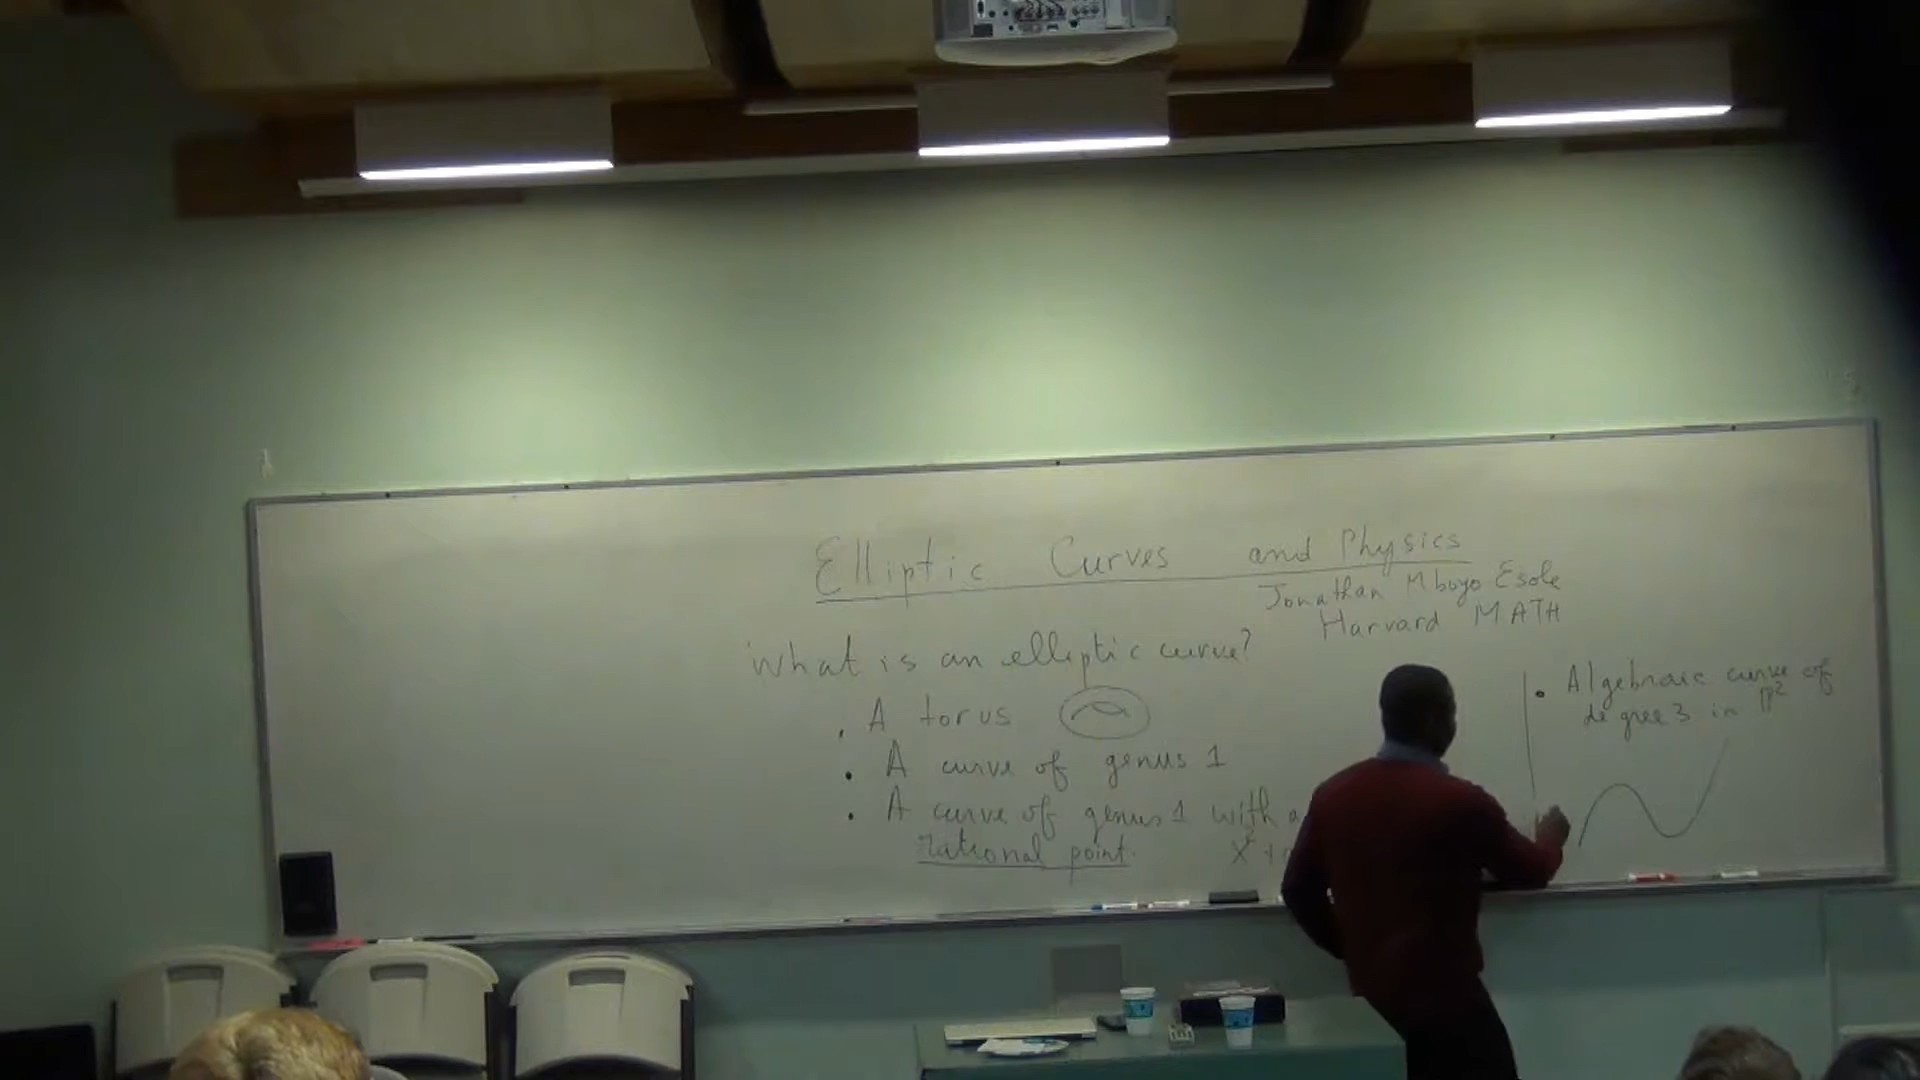 Elliptic Curves and Physics
Jonathan Mboyo Esole
Harvard MATH
What is an elliptic curve?
. A torus
. A curve of genus 1
. A curve of genus 1 with a
rational point.
X² +
. Algebraic curve of
degree 3 in ℙ²